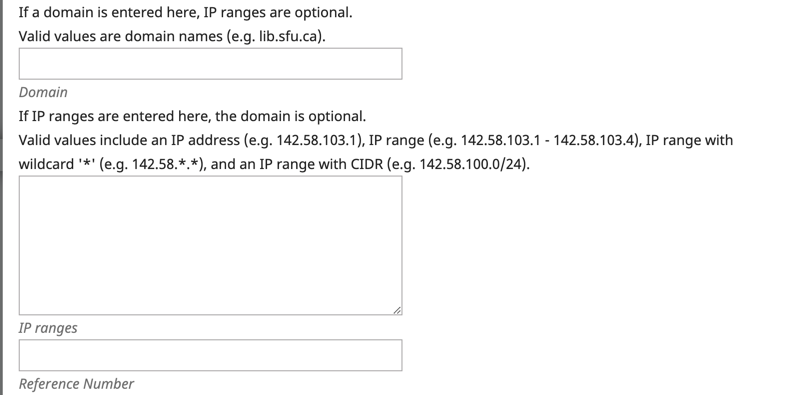 If a domain is entered here, IP ranges are optional.
Valid values are domain names (e.g. lib.sfu.ca).
Domain
If IP ranges are entered here, the domain is optional.
Valid values include an IP address (e.g. 142.58.103.1), IP range (e.g. 142.58.103.1 - 142.58.103.4), IP range with
wildcard '*' (e.g. 142.58.*.*), and an IP range with CIDR (e.g. 142.58.100.0/24).
IP ranges
Reference Number